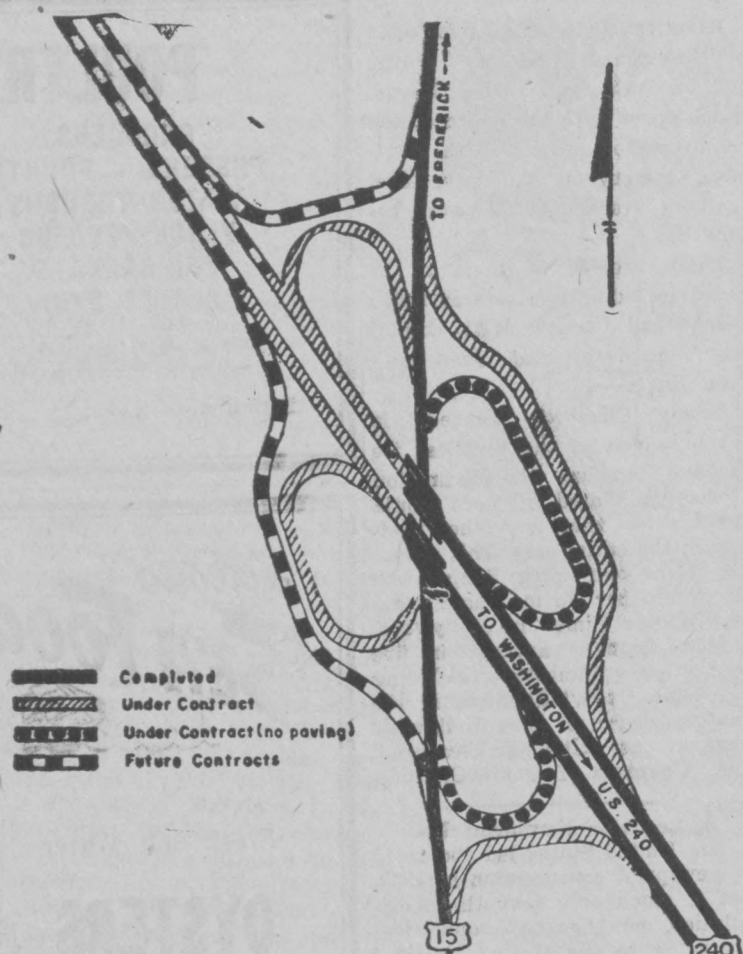 TO FREDERICK
TO WASHINGTON
U.S. 240
Completed
Under Contract
Under Contract (no paving)
Future Contracts
15
240